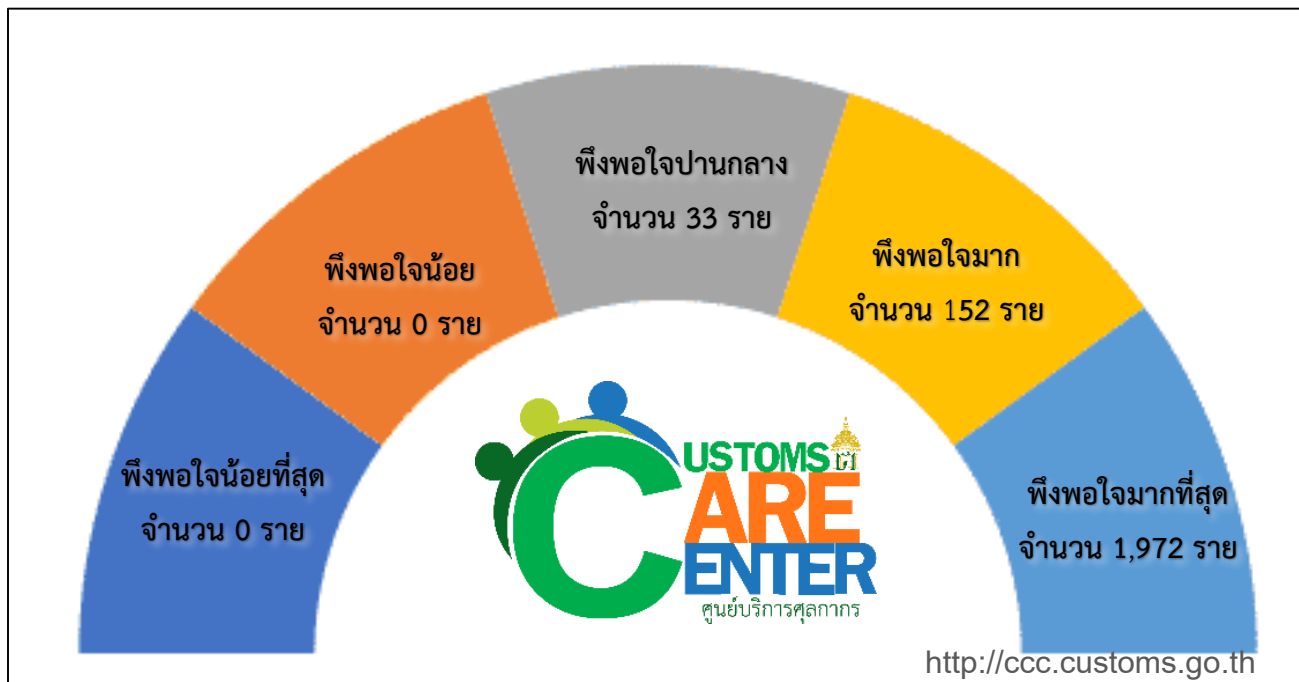 พึงพอใจปานกลาง
จำนวน 33 ราย
พึงพอใจน้อย
จำนวน 0 ราย
พึงพอใจมาก
จำนวน 152 ราย
พึงพอใจน้อยที่สุด
จำนวน 0 ราย
CUSTOMS
CARE
CENTER
ศูนย์บริการศุลกากร
พึงพอใจมากที่สุด
จำนวน 1,972 ราย
http://ccc.customs.go.th